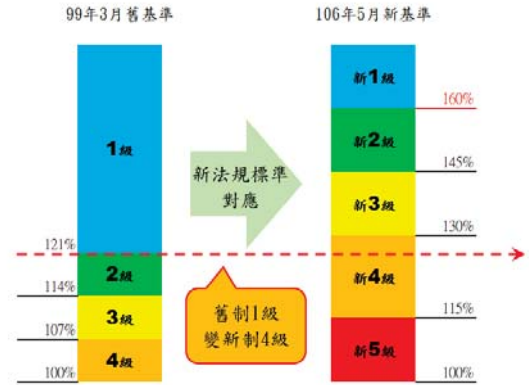 99年3月舊基準
106年5月新基準
1級
2級
3級
4級
121%
114%
107%
100%
新法規標準
對應
舊制1級
變新制4級
新1級
新2級
新3級
新4級
新5級
160%
145%
130%
115%
100%